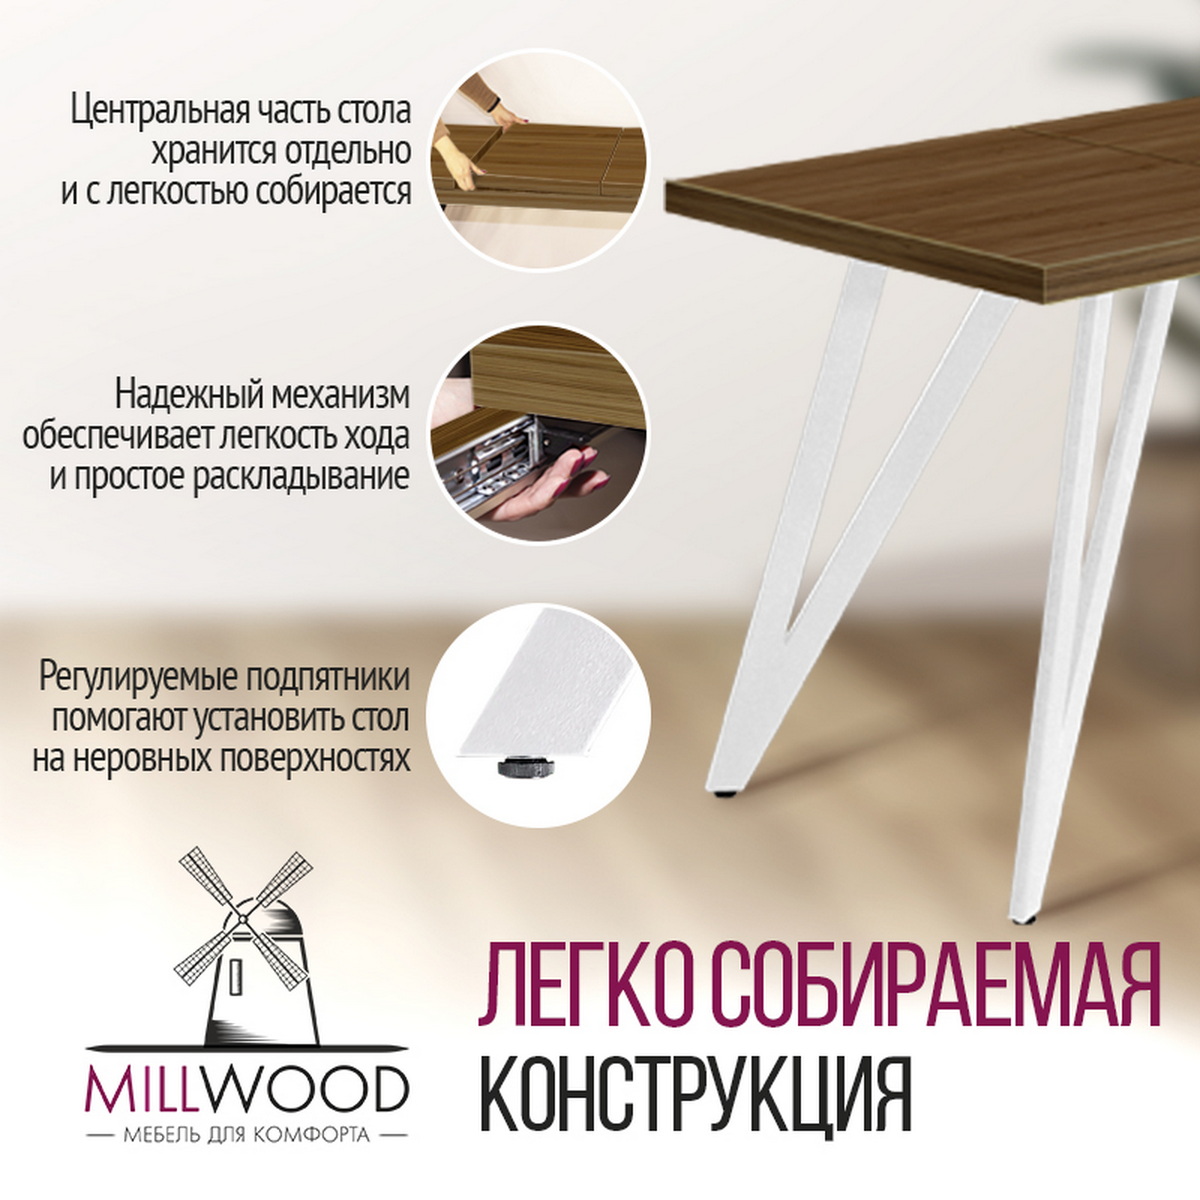 Центральная часть стола
хранится отдельно
и с легкостью собирается
Надежный механизм
обеспечивает легкость хода
и простое раскладывание
Регулируемые подпятники
помогают установить стол
на неровных поверхностях
MILLWOOD
МЕБЕЛЬ ДЛЯ КОМФОРТА
ЛЕГКО СОБИРАЕМАЯ
КОНСТРУКЦИЯ